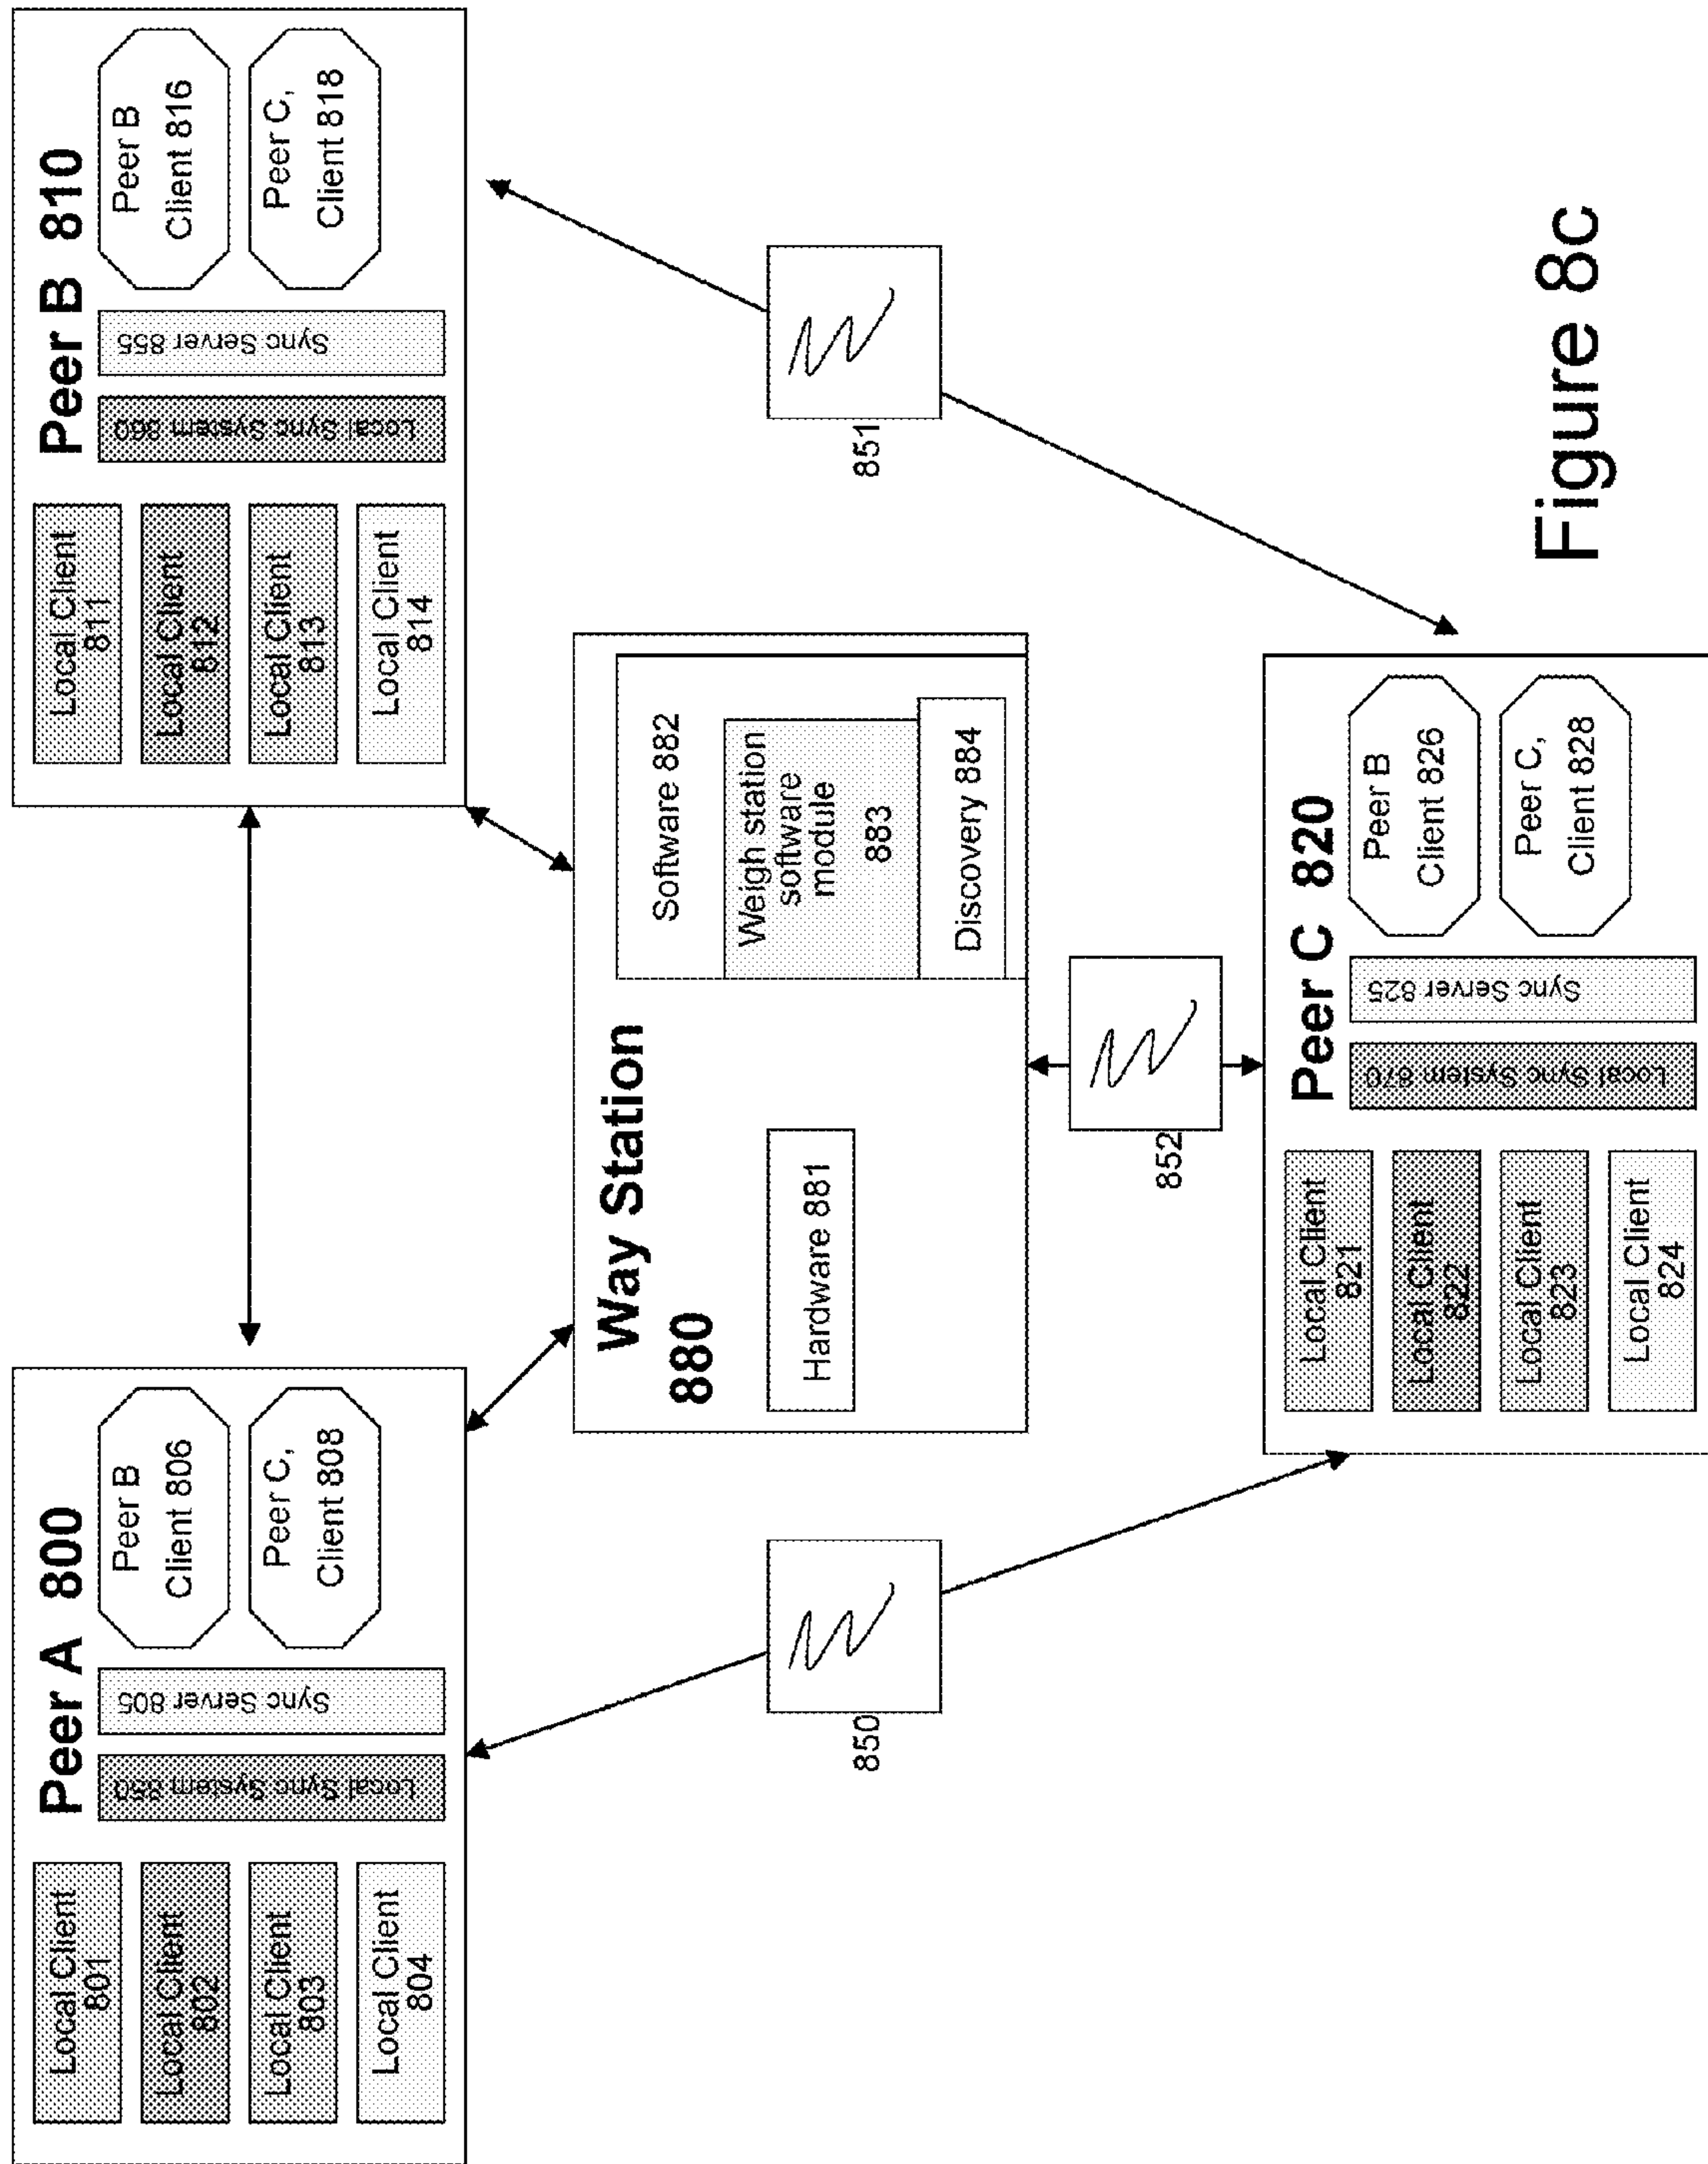 Peer A 800
Local Client
801
Local Client
802
Local Client
803
Local Client
804
Local Sync System 850
Sync Server 805
Peer B
Client 806
Peer C,
Client 808
Peer B 810
Local Client
811
Local Client
812
Local Client
813
Local Client
814
Local Sync System 860
Sync Server 855
Peer B
Client 816
Peer C,
Client 818
Way Station
880
Hardware 881
Software 882
Weigh station
software
module
883
Discovery 884
850
852
851
Peer C 820
Local Client
821
Local Client
822
Local Client
823
Local Client
824
Local Sync System 870
Sync Server 825
Peer B
Client 826
Peer C,
Client 828
Figure 8c